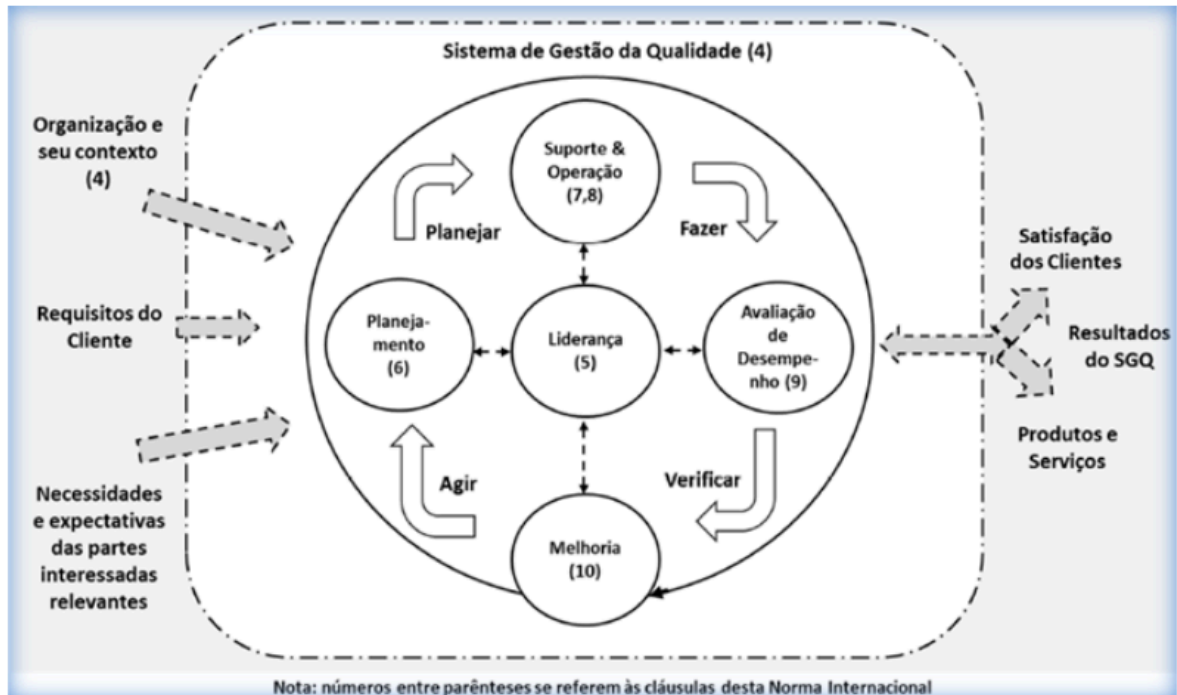 Sistema de Gestão da Qualidade (4)
Organização e
seu contexto
(4)
Requisitos do
Cliente
Necessidades
e expectativas
das partes
interessadas
relevantes
Suporte &
Operação
(7,8)
Planejar
Fazer
Planeja-
mento
(6)
Liderança
(5)
Avaliação
de
Desempe-
nho (9)
Agir
Verificar
Melhoria
(10)
Satisfação
dos Clientes
Resultados
do SGQ
Produtos e
Serviços
Nota: números entre parênteses se referem às cláusulas desta Norma Internacional